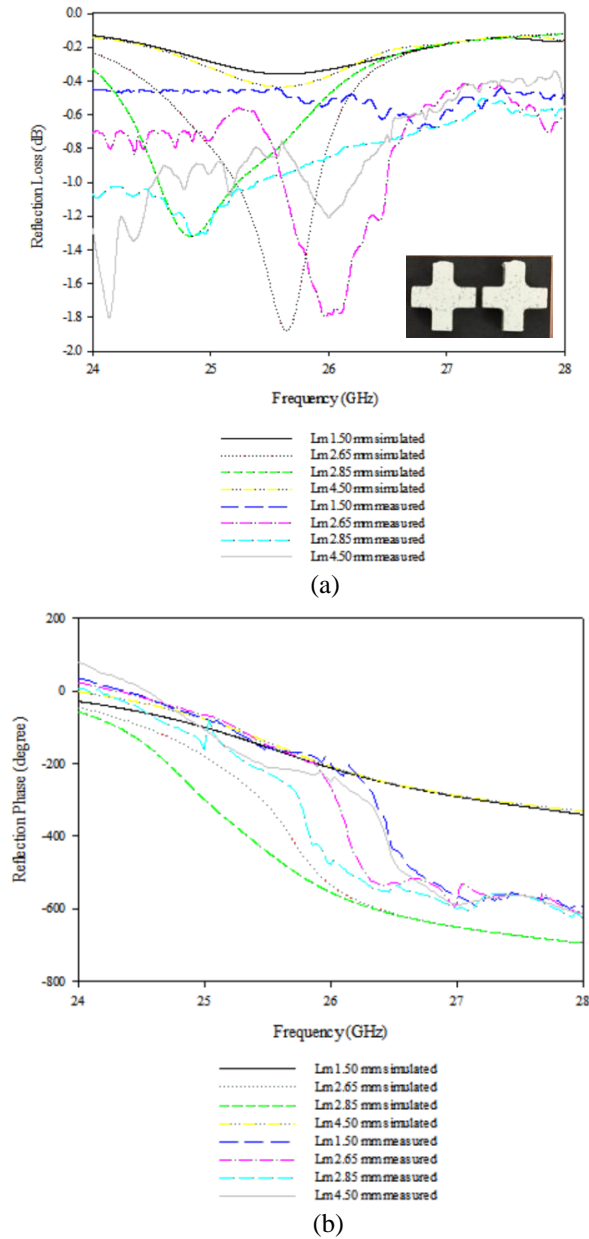 0.0
-0.2
-0.4
-0.6
-0.8
-1.0
-1.2
-1.4
-1.6
-1.8
-2.0
Reflection Loss (dB)
24 25 26 27 28
Frequency (GHz)
Lm 1.50 mm simulated
Lm 2.65 mm simulated
Lm 2.85 mm simulated
Lm 4.50 mm simulated
Lm 1.50 mm measured
Lm 2.65 mm measured
Lm 2.85 mm measured
Lm 4.50 mm measured
(a)
200
0
-200
-400
-600
-800
Reflection Phase (degree)
24 25 26 27 28
Frequency (GHz)
Lm 1.50 mm simulated
Lm 2.65 mm simulated
Lm 2.85 mm simulated
Lm 4.50 mm simulated
Lm 1.50 mm measured
Lm 2.65 mm measured
Lm 2.85 mm measured
Lm 4.50 mm measured
(b)